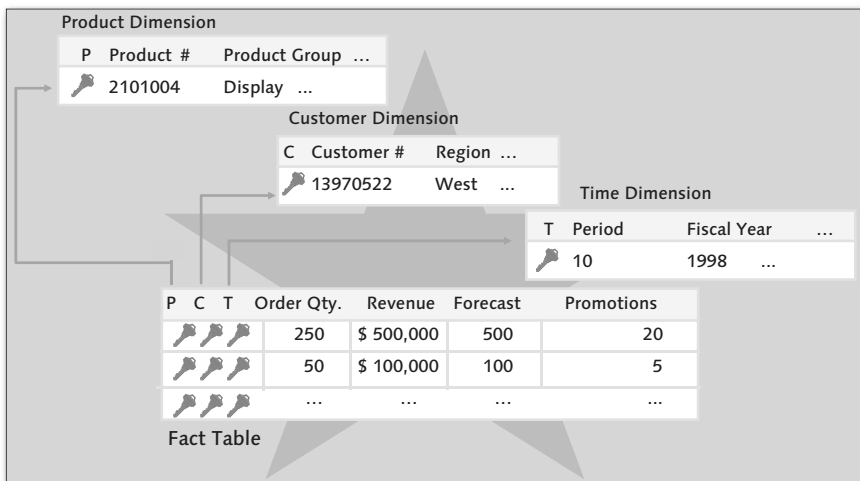 Product Dimension
P Product # Product Group ...
2101004 Display ...
Customer Dimension
C Customer # Region ...
13970522 West ...
Time Dimension
T Period Fiscal Year ...
10 1998 ...
P C T Order Qty. Revenue Forecast Promotions
250 $ 500,000 500 20
50 $ 100,000 100 5
... ... ... ...
Fact Table